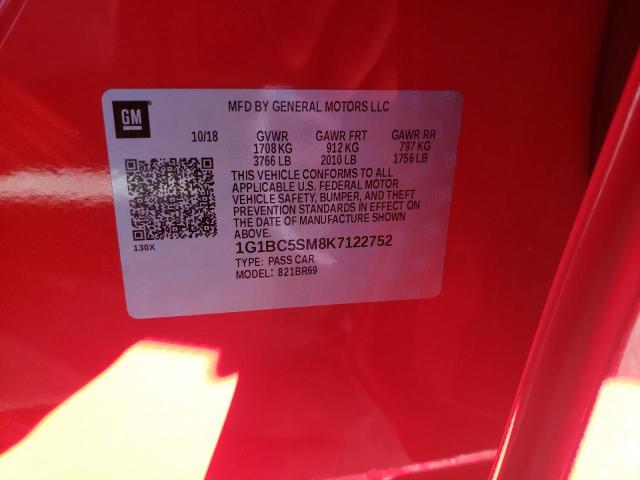 MFD BY GENERAL MOTORS LLC
GM
10/18 GVWR GAWR FRT GAWR RR
1708 KG 912 KG 797 KG
3766 LB 2010 LB 1756 LB
THIS VEHICLE CONFORMS TO ALL
APPLICABLE U.S. FEDERAL MOTOR
VEHICLE SAFETY, BUMPER, AND THEFT
PREVENTION STANDARDS IN EFFECT ON
THE DATE OF MANUFACTURE SHOWN
ABOVE.
130X
1G1BC5SM8K7122752
TYPE: PASS CAR
MODEL: 821BR69